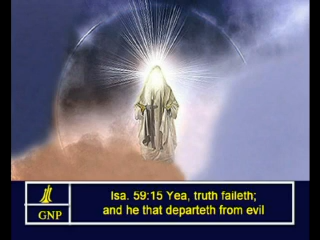 Isa. 59:15 Yea, truth faileth;
and he that departeth from evil
GNP